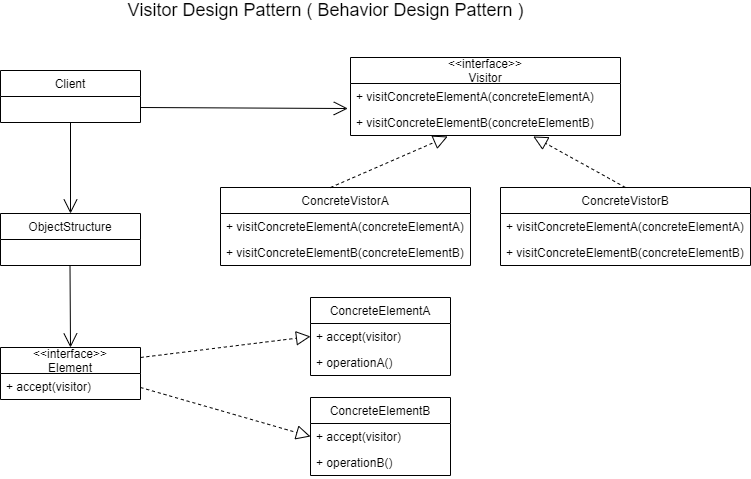 Visitor Design Pattern ( Behavior Design Pattern )
Client
<<interface>>
Visitor
+ visitConcreteElementA(concreteElementA)
+ visitConcreteElementB(concreteElementB)
ConcreteVistorA
+ visitConcreteElementA(concreteElementA)
+ visitConcreteElementB(concreteElementB)
ConcreteVistorB
+ visitConcreteElementA(concreteElementA)
+ visitConcreteElementB(concreteElementB)
ObjectStructure
<<interface>>
Element
+ accept(visitor)
ConcreteElementA
+ accept(visitor)
+ operationA()
ConcreteElementB
+ accept(visitor)
+ operationB()